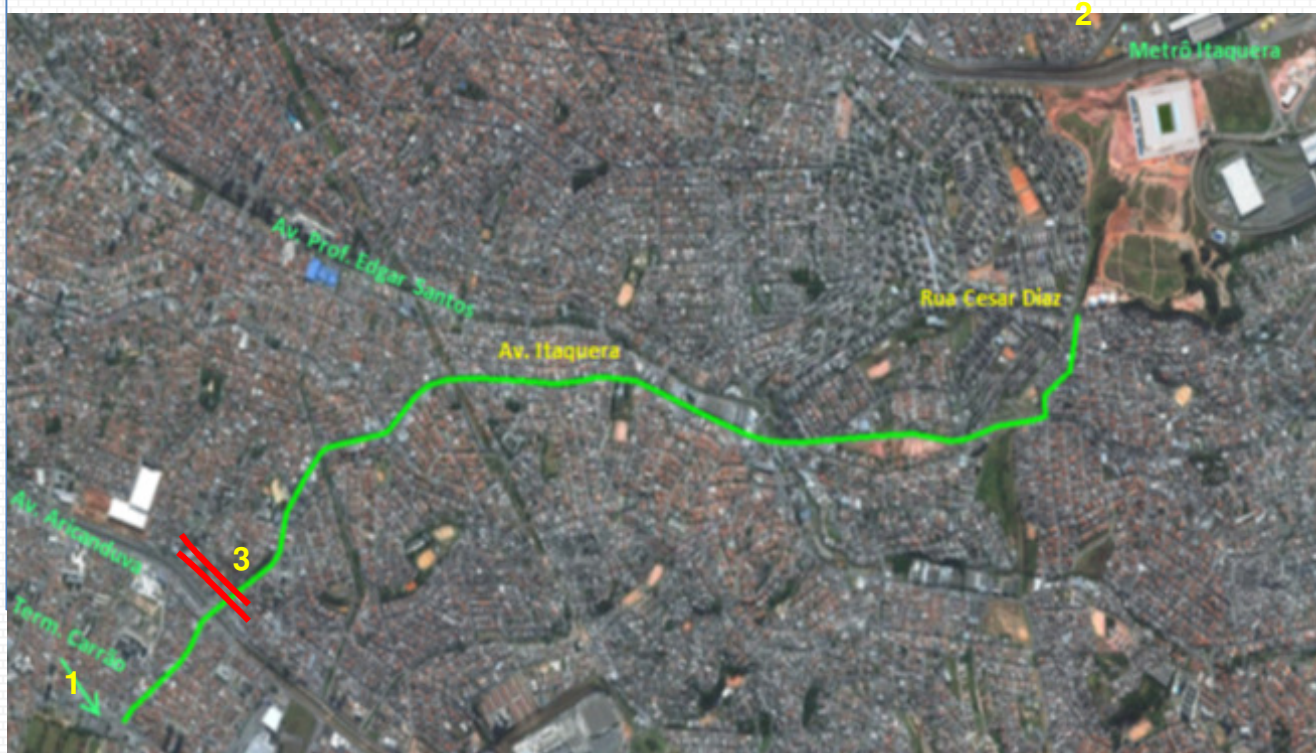 2
Metrô Itaquera
Av. Prof. Edgar Santos
Rua Cesar Diaz
Av. Itaquera
Av. Aricanduva
3
Term. Carrão
1